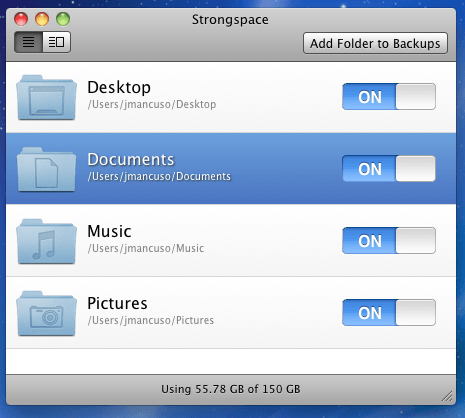 Strongspace
Add Folder to Backups
Desktop
/Users/jmancuso/Desktop
ON
Documents
/Users/jmancuso/Documents
ON
Music
/Users/jmancuso/Music
ON
Pictures
/Users/jmancuso/Pictures
ON
Using 55.78 GB of 150 GB